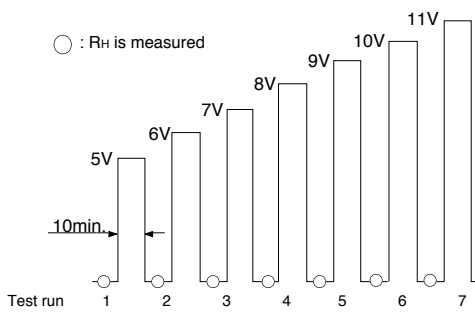 ○ : RH is measured
11V
10V
9V
8V
7V
6V
5V
10min.
Test run 1 2 3 4 5 6 7